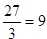 27/3 = 9